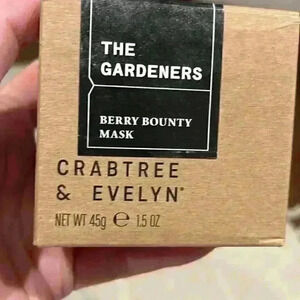 THE
GARDENERS
BERRY BOUNTY
MASK
CRABTREE
& EVELYN®
NET WT 45g ℮ 1.5 OZ